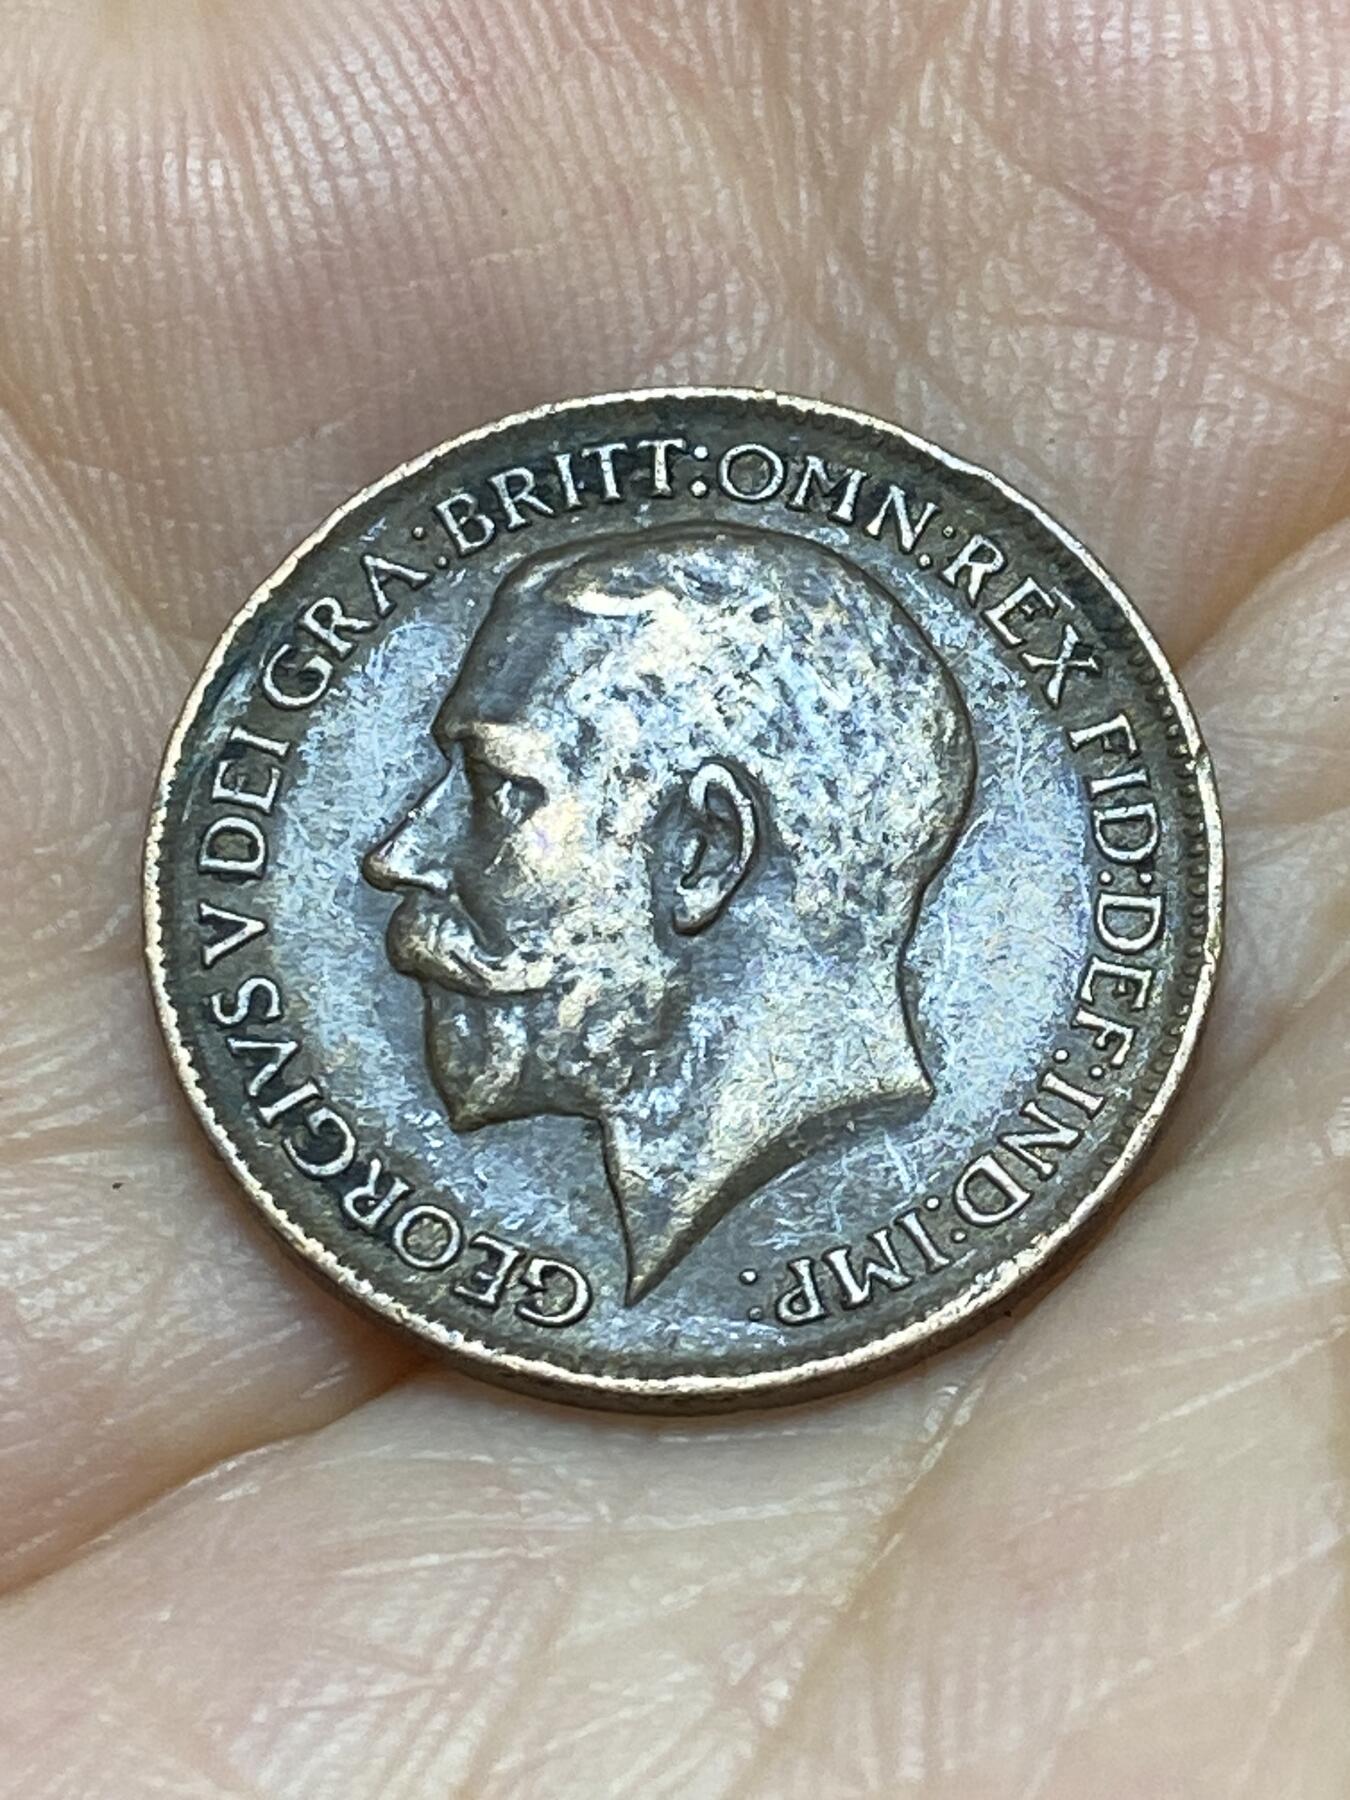 GEORGIVS V DEI GRA: BRITT: OMN: REX FID: DEF: IND: IMP: